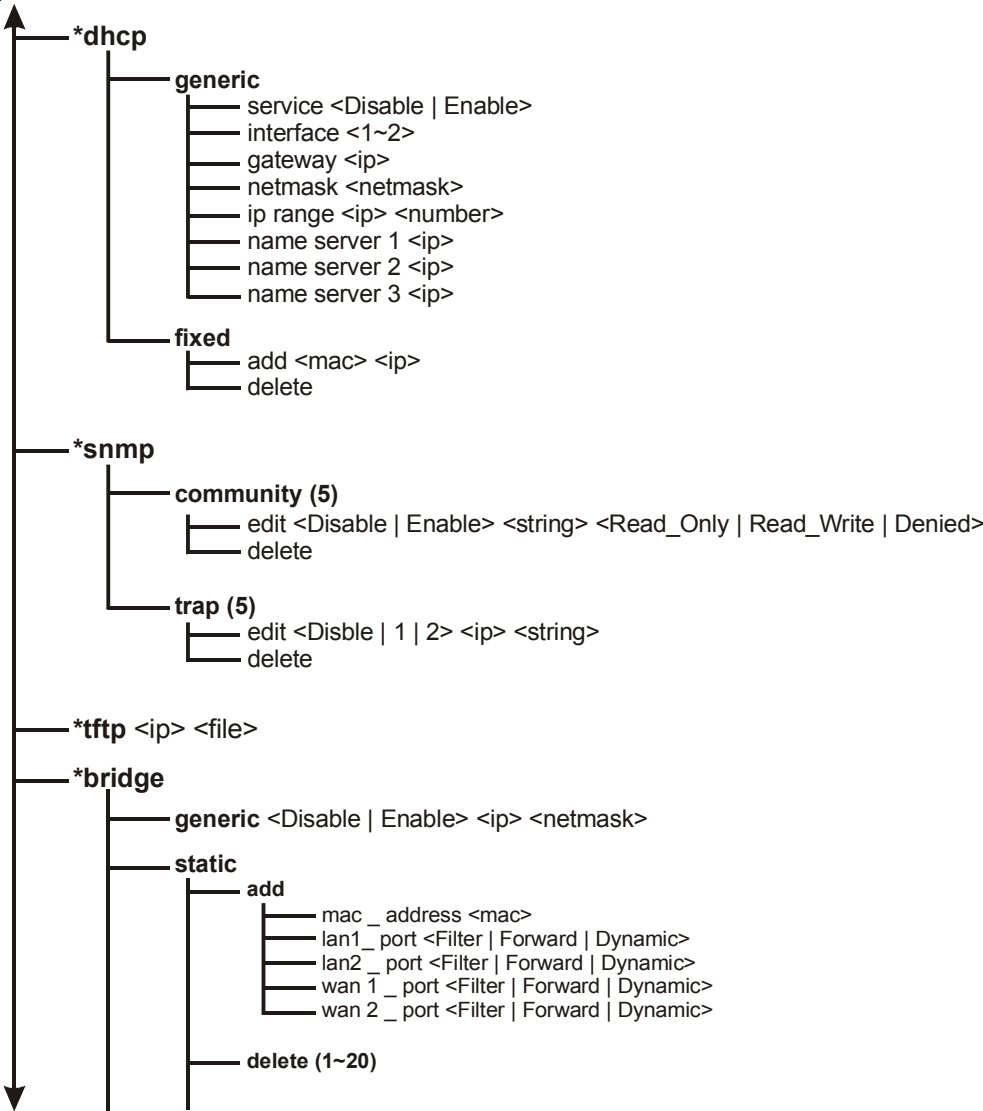 *dhcp
generic
service <Disable | Enable>
interface <1~2>
gateway <ip>
netmask <netmask>
ip range <ip> <number>
name server 1 <ip>
name server 2 <ip>
name server 3 <ip>
fixed
add <mac> <ip>
delete
*snmp
community (5)
edit <Disable | Enable> <string> <Read_Only | Read_Write | Denied>
delete
trap (5)
edit <Disble | 1 | 2> <ip> <string>
delete
*tftp <ip> <file>
*bridge
generic <Disable | Enable> <ip> <netmask>
static
add
mac _ address <mac>
lan1_ port <Filter | Forward | Dynamic>
lan2 _ port <Filter | Forward | Dynamic>
wan 1 _ port <Filter | Forward | Dynamic>
wan 2 _ port <Filter | Forward | Dynamic>
delete (1~20)